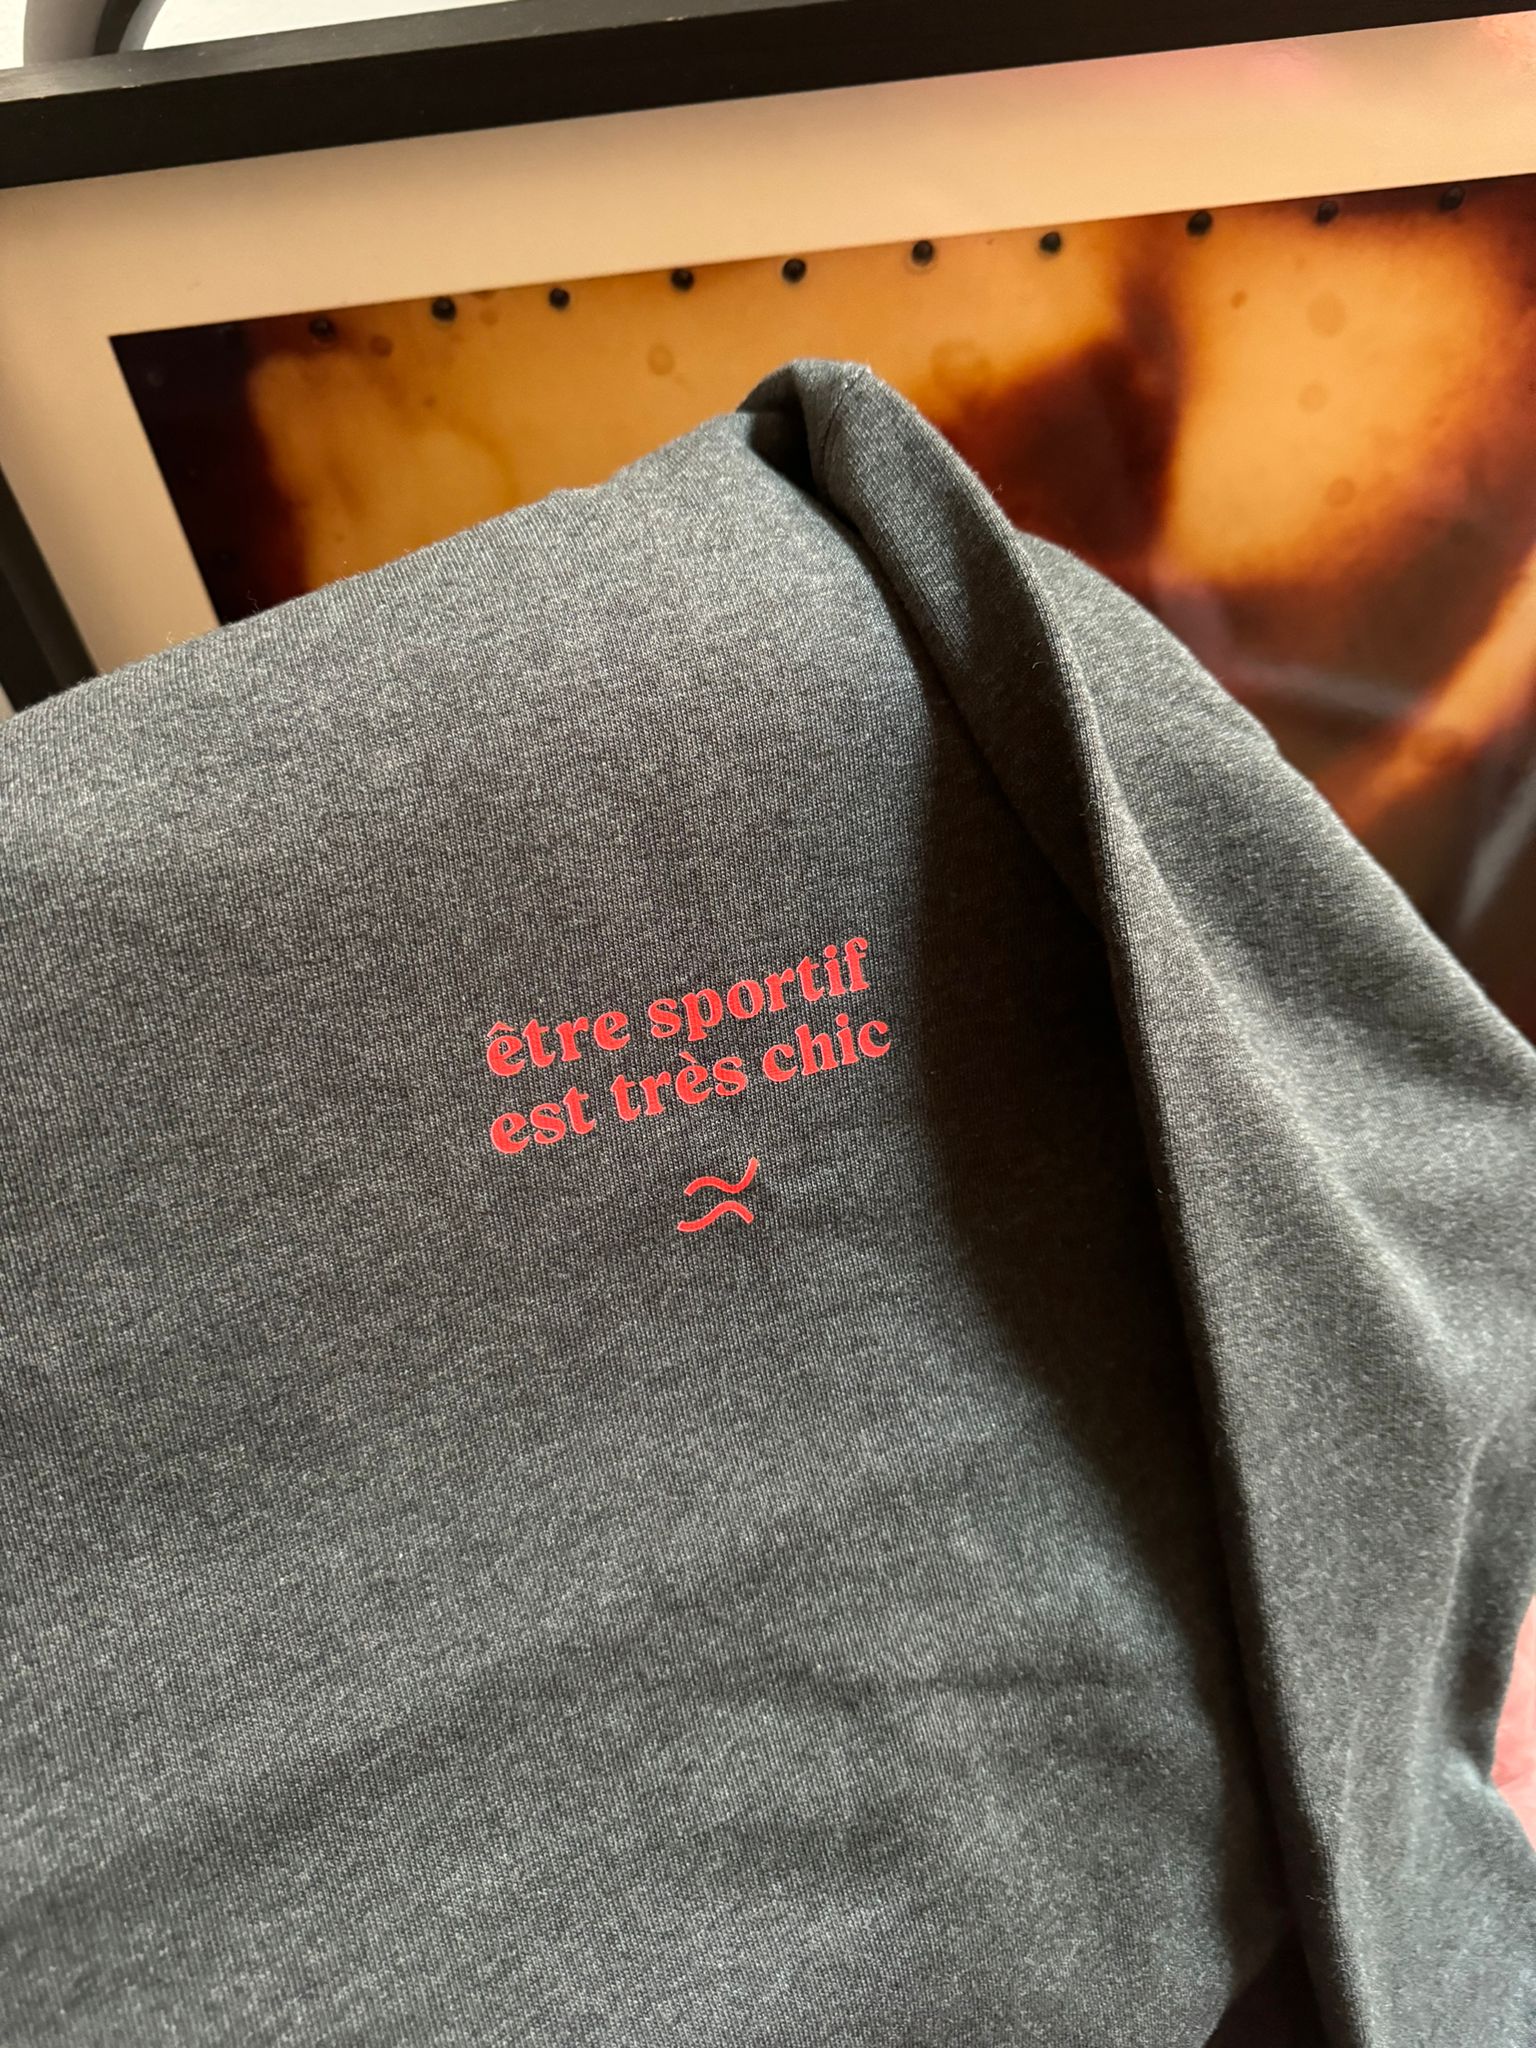 être sportif
est très chic